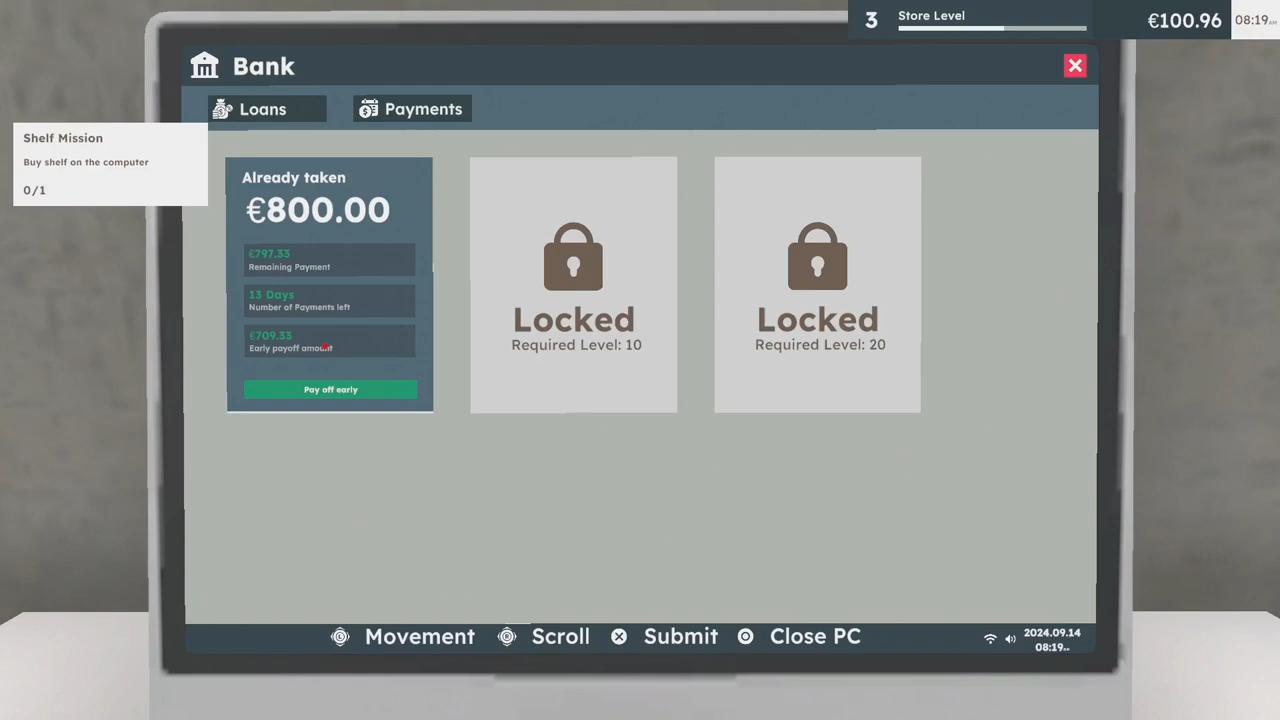 3
Store Level
€100.96
08:19AM
Bank
Loans
Payments
Shelf Mission
Buy shelf on the computer
0/1
Already taken
€800.00
€797.33
Remaining Payment
13 Days
Number of Payments left
€709.33
Early payoff amount
Pay off early
Locked
Required Level: 10
Locked
Required Level: 20
Movement
Scroll
Submit
Close PC
2024.09.14
08:19